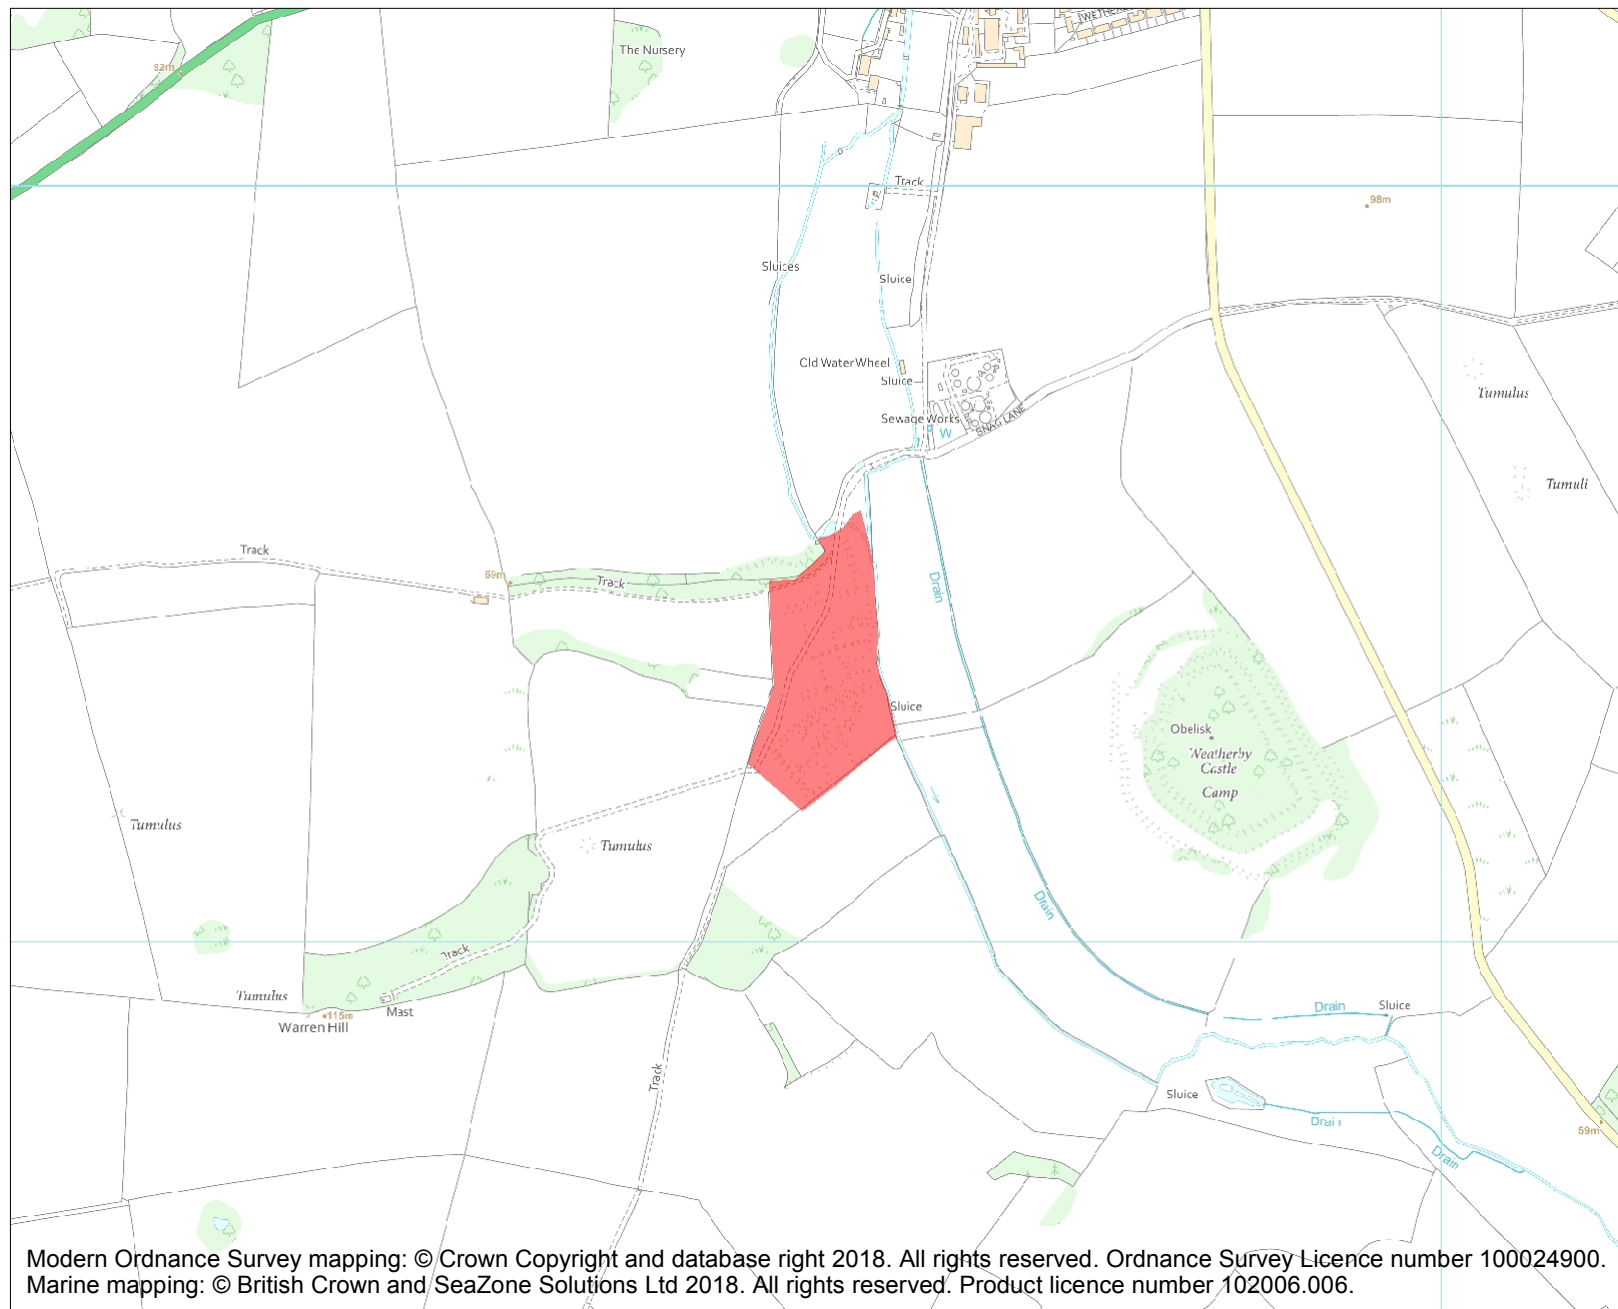 WETHERB
The Nursery
92m
Track
98m
Sluices
Sluice
Old Water Wheel
Sluice
Tumulus
Sewage Works
SNAG LANE
W
Tumuli
Track
69m
Track
Drain
Sluice
Obelisk
Weatherby
Castle
Camp
Tumulus
Tumulus
Drain
Track
Tumulus
115m
Mast
Warren Hill
Drain
Sluice
Track
Sluice
Drain
59m
Drain
Modern Ordnance Survey mapping: © Crown Copyright and database right 2018. All rights reserved. Ordnance Survey Licence number 100024900.
Marine mapping: © British Crown and SeaZone Solutions Ltd 2018. All rights reserved. Product licence number 102006.006.